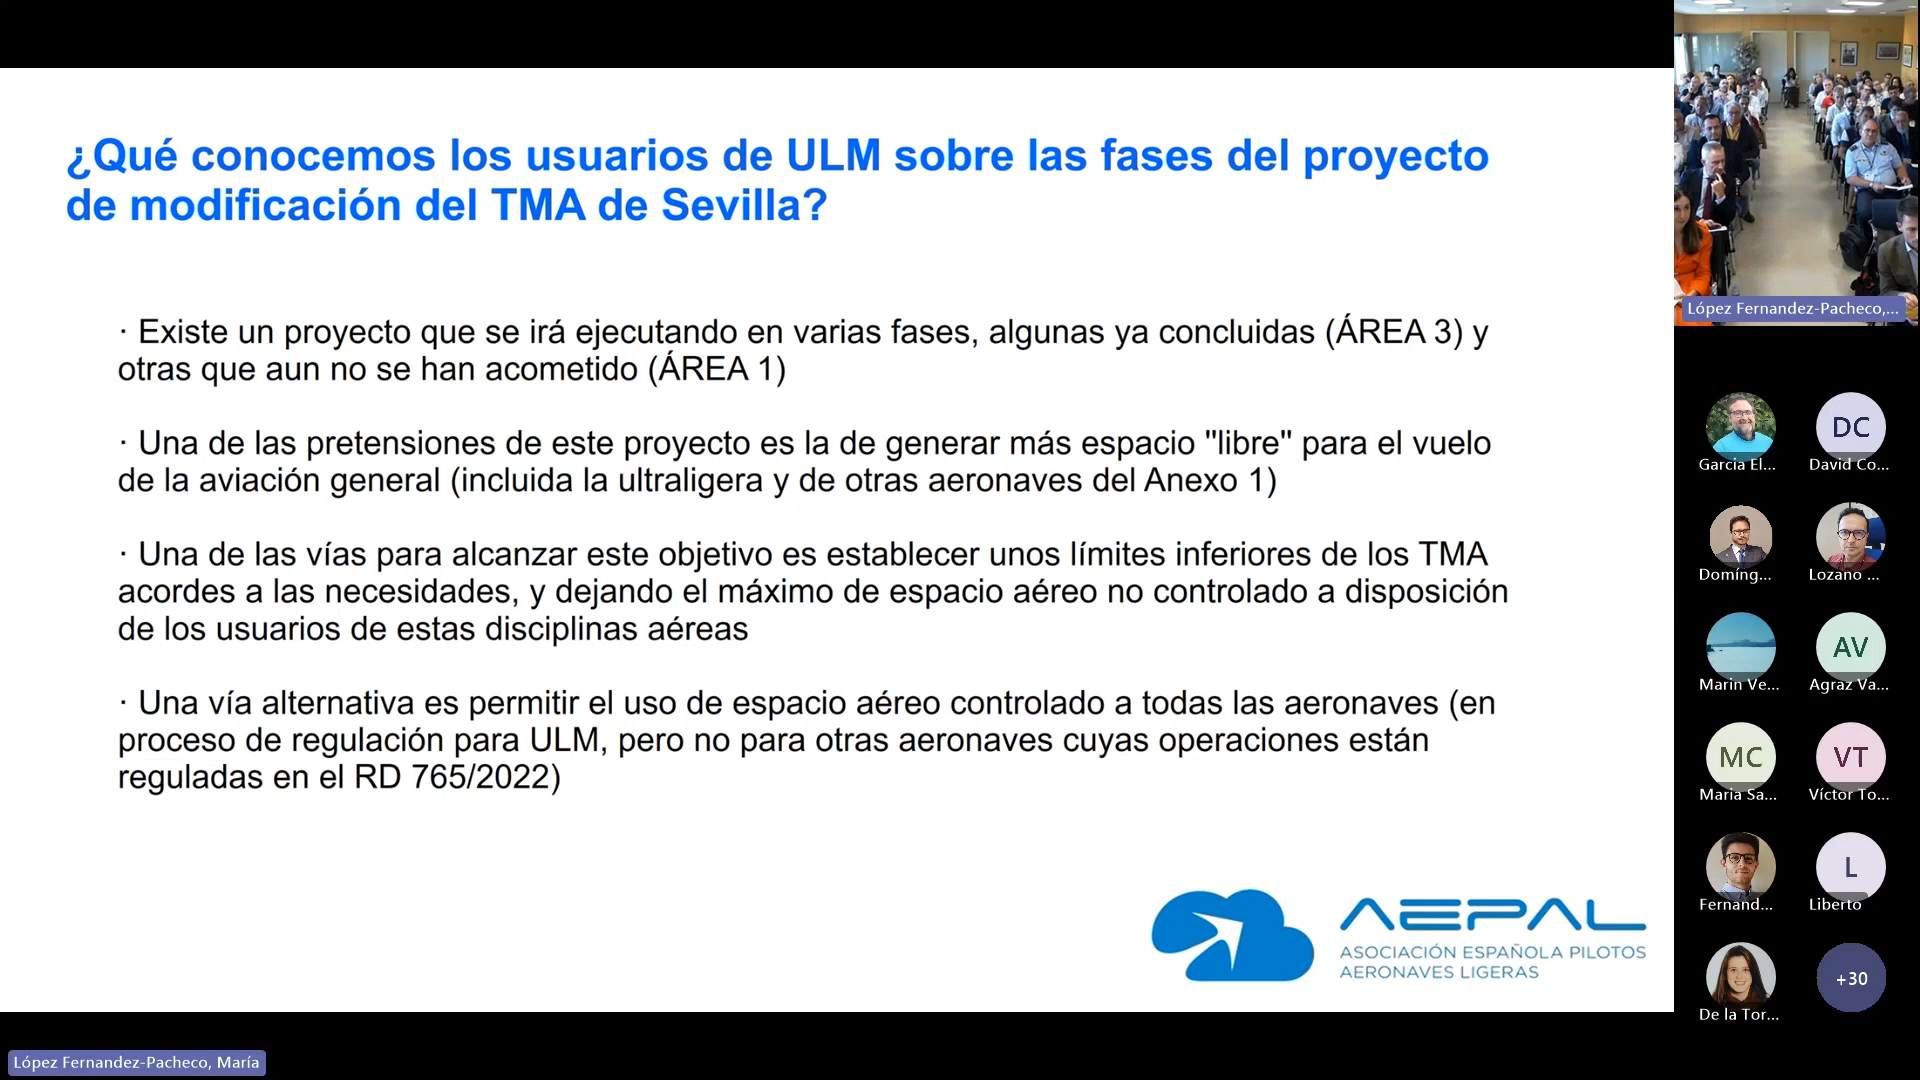 ¿Qué conocemos los usuarios de ULM sobre las fases del proyecto
de modificación del TMA de Sevilla?
· Existe un proyecto que se irá ejecutando en varias fases, algunas ya concluidas (ÁREA 3) y
otras que aun no se han acometido (ÁREA 1)
· Una de las pretensiones de este proyecto es la de generar más espacio "libre" para el vuelo
de la aviación general (incluida la ultraligera y de otras aeronaves del Anexo 1)
· Una de las vías para alcanzar este objetivo es establecer unos límites inferiores de los TMA
acordes a las necesidades, y dejando el máximo de espacio aéreo no controlado a disposición
de los usuarios de estas disciplinas aéreas
· Una vía alternativa es permitir el uso de espacio aéreo controlado a todas las aeronaves (en
proceso de regulación para ULM, pero no para otras aeronaves cuyas operaciones están
reguladas en el RD 765/2022)
AEPAL
ASOCIACIÓN ESPAÑOLA PILOTOS
AERONAVES LIGERAS
López Fernandez-Pacheco, María
López Fernandez-Pacheco,...
Garcia El...
DC
David Co...
Domíng...
Lozano ...
Marin Ve...
AV
Agraz Va...
MC
Maria Sa...
VT
Víctor To...
Fernand...
L
Liberto
De la Tor...
+30